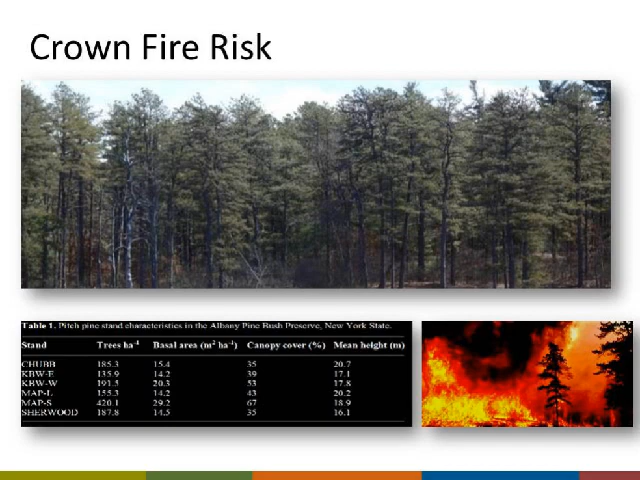 Crown Fire Risk
Table 1. Pitch pine stand characteristics in the Albany Pine Bush Preserve, New York State.
Stand Trees ha⁻¹ Basal area (m² ha⁻¹) Canopy cover (%) Mean height (m)
CHUBB 185.3 15.4 35 20.7
KBW-E 135.9 14.2 39 17.1
KBW-W 191.5 20.3 53 17.8
MAP-L 155.3 14.2 43 20.2
MAP-S 420.1 29.2 67 18.9
SHERWOOD 187.8 14.5 35 16.1